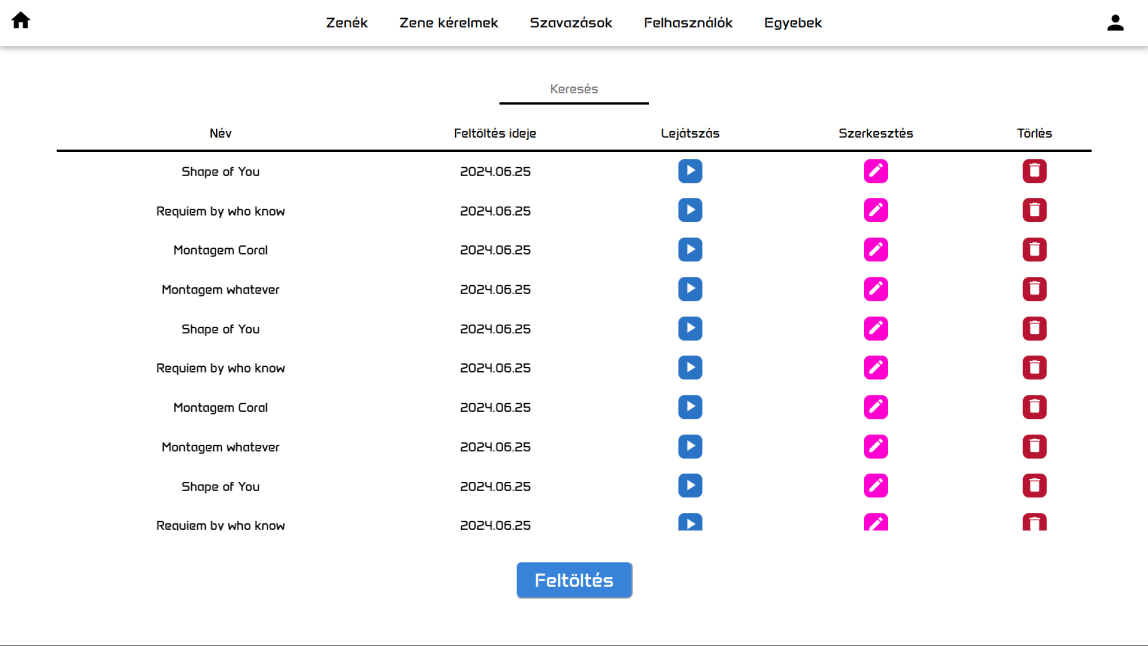 Zenék Zene kérelmek Szavazások Felhasználók Egyebek
Keresés
Név Feltöltés ideje Lejátszás Szerkesztés Törlés
Shape of You 2024.06.25
Requiem by who know 2024.06.25
Montagem Coral 2024.06.25
Montagem whatever 2024.06.25
Shape of You 2024.06.25
Requiem by who know 2024.06.25
Montagem Coral 2024.06.25
Montagem whatever 2024.06.25
Shape of You 2024.06.25
Requiem by who know 2024.06.25
Feltöltés